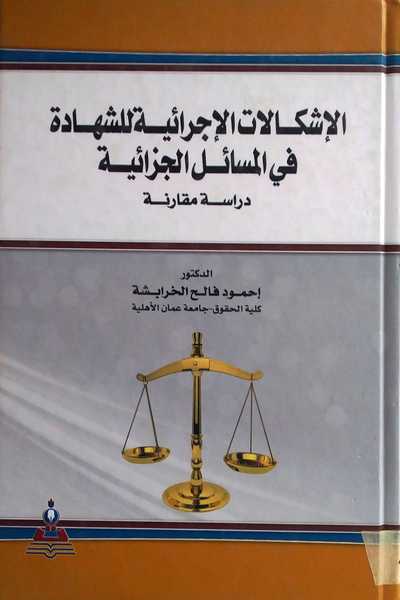 الإشكالات الإجرائية للشهادة
في المسائل الجزائية
دراسة مقارنة
الدكتور
إحمود فالح الخرابشة
كلية الحقوق-جامعة عمان الأهلية